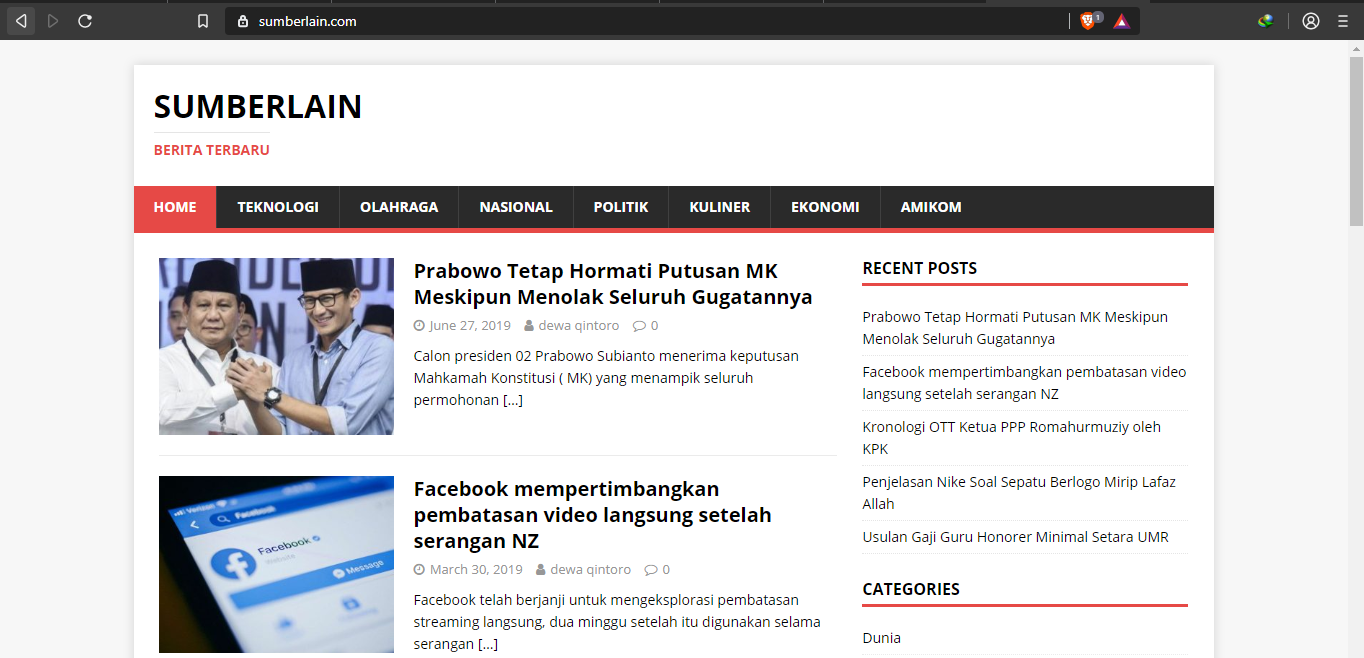 sumberlain.com
1
SUMBERLAIN
BERITA TERBARU
HOME TEKNOLOGI OLAHRAGA NASIONAL POLITIK KULINER EKONOMI AMIKOM
Prabowo Tetap Hormati Putusan MK
Meskipun Menolak Seluruh Gugatannya
June 27, 2019 dewa qintoro 0
Calon presiden 02 Prabowo Subianto menerima keputusan
Mahkamah Konstitusi ( MK) yang menampik seluruh
permohonan [...]
Facebook
Facebook
Website
Message
Facebook mempertimbangkan
pembatasan video langsung setelah
serangan NZ
March 30, 2019 dewa qintoro 0
Facebook telah berjanji untuk mengeksplorasi pembatasan
streaming langsung, dua minggu setelah itu digunakan selama
serangan [...]
RECENT POSTS
Prabowo Tetap Hormati Putusan MK Meskipun
Menolak Seluruh Gugatannya
Facebook mempertimbangkan pembatasan video
langsung setelah serangan NZ
Kronologi OTT Ketua PPP Romahurmuziy oleh
KPK
Penjelasan Nike Soal Sepatu Berlogo Mirip Lafaz
Allah
Usulan Gaji Guru Honorer Minimal Setara UMR
CATEGORIES
Dunia